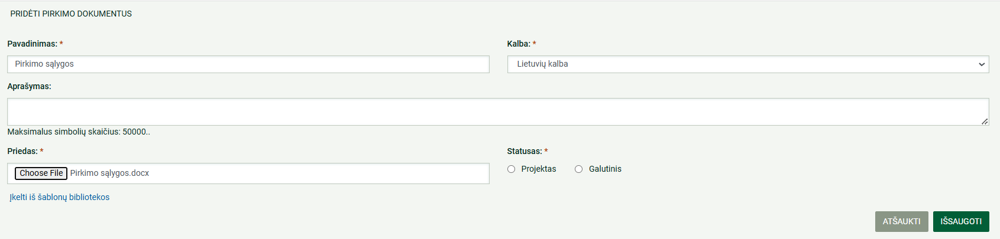 PRIDĖTI PIRKIMO DOKUMENTUS
Pavadinimas: *
Kalba: *
Pirkimo sąlygos
Lietuvių kalba
Aprašymas:
Maksimalus simbolių skaičius: 50000..
Priedas: *
Statusas: *
Choose File Pirkimo sąlygos.docx
Projektas
Galutinis
Įkelti iš šablonų bibliotekos
ATŠAUKTI
IŠSAUGOTI